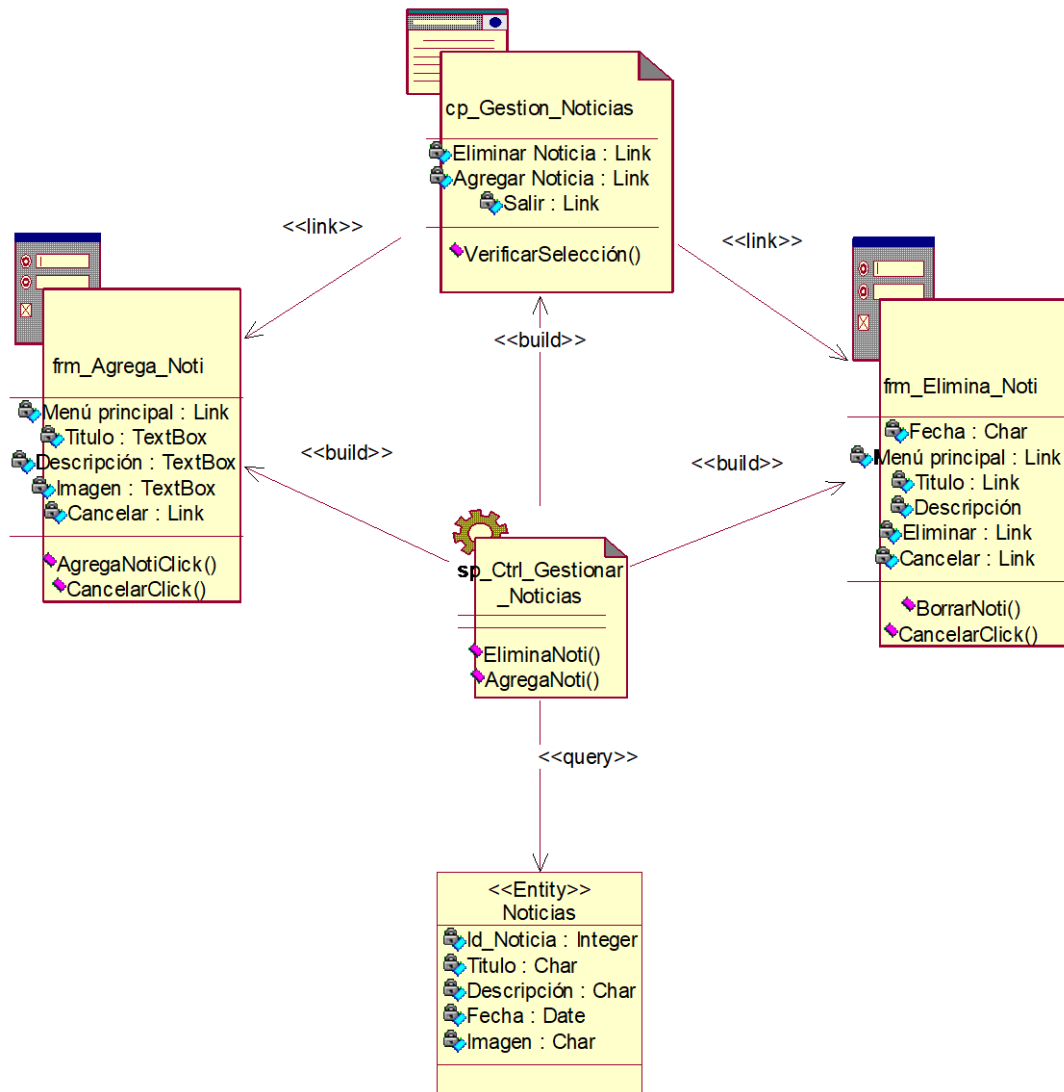 cp_Gestion_Noticias
Eliminar Noticia : Link
Agregar Noticia : Link
Salir : Link
VerificarSelección()
<<link>>
<<link>>
<<build>>
frm_Agrega_Noti
Menú principal : Link
Titulo : TextBox
Descripción : TextBox
Imagen : TextBox
Cancelar : Link
AgregaNotiClick()
CancelarClick()
<<build>>
<<build>>
frm_Elimina_Noti
Fecha : Char
Menú principal : Link
Titulo : Link
Descripción
Eliminar : Link
Cancelar : Link
BorrarNoti()
CancelarClick()
sp_Ctrl_Gestionar
_Noticias
EliminaNoti()
AgregaNoti()
<<query>>
<<Entity>>
Noticias
Id_Noticia : Integer
Titulo : Char
Descripción : Char
Fecha : Date
Imagen : Char